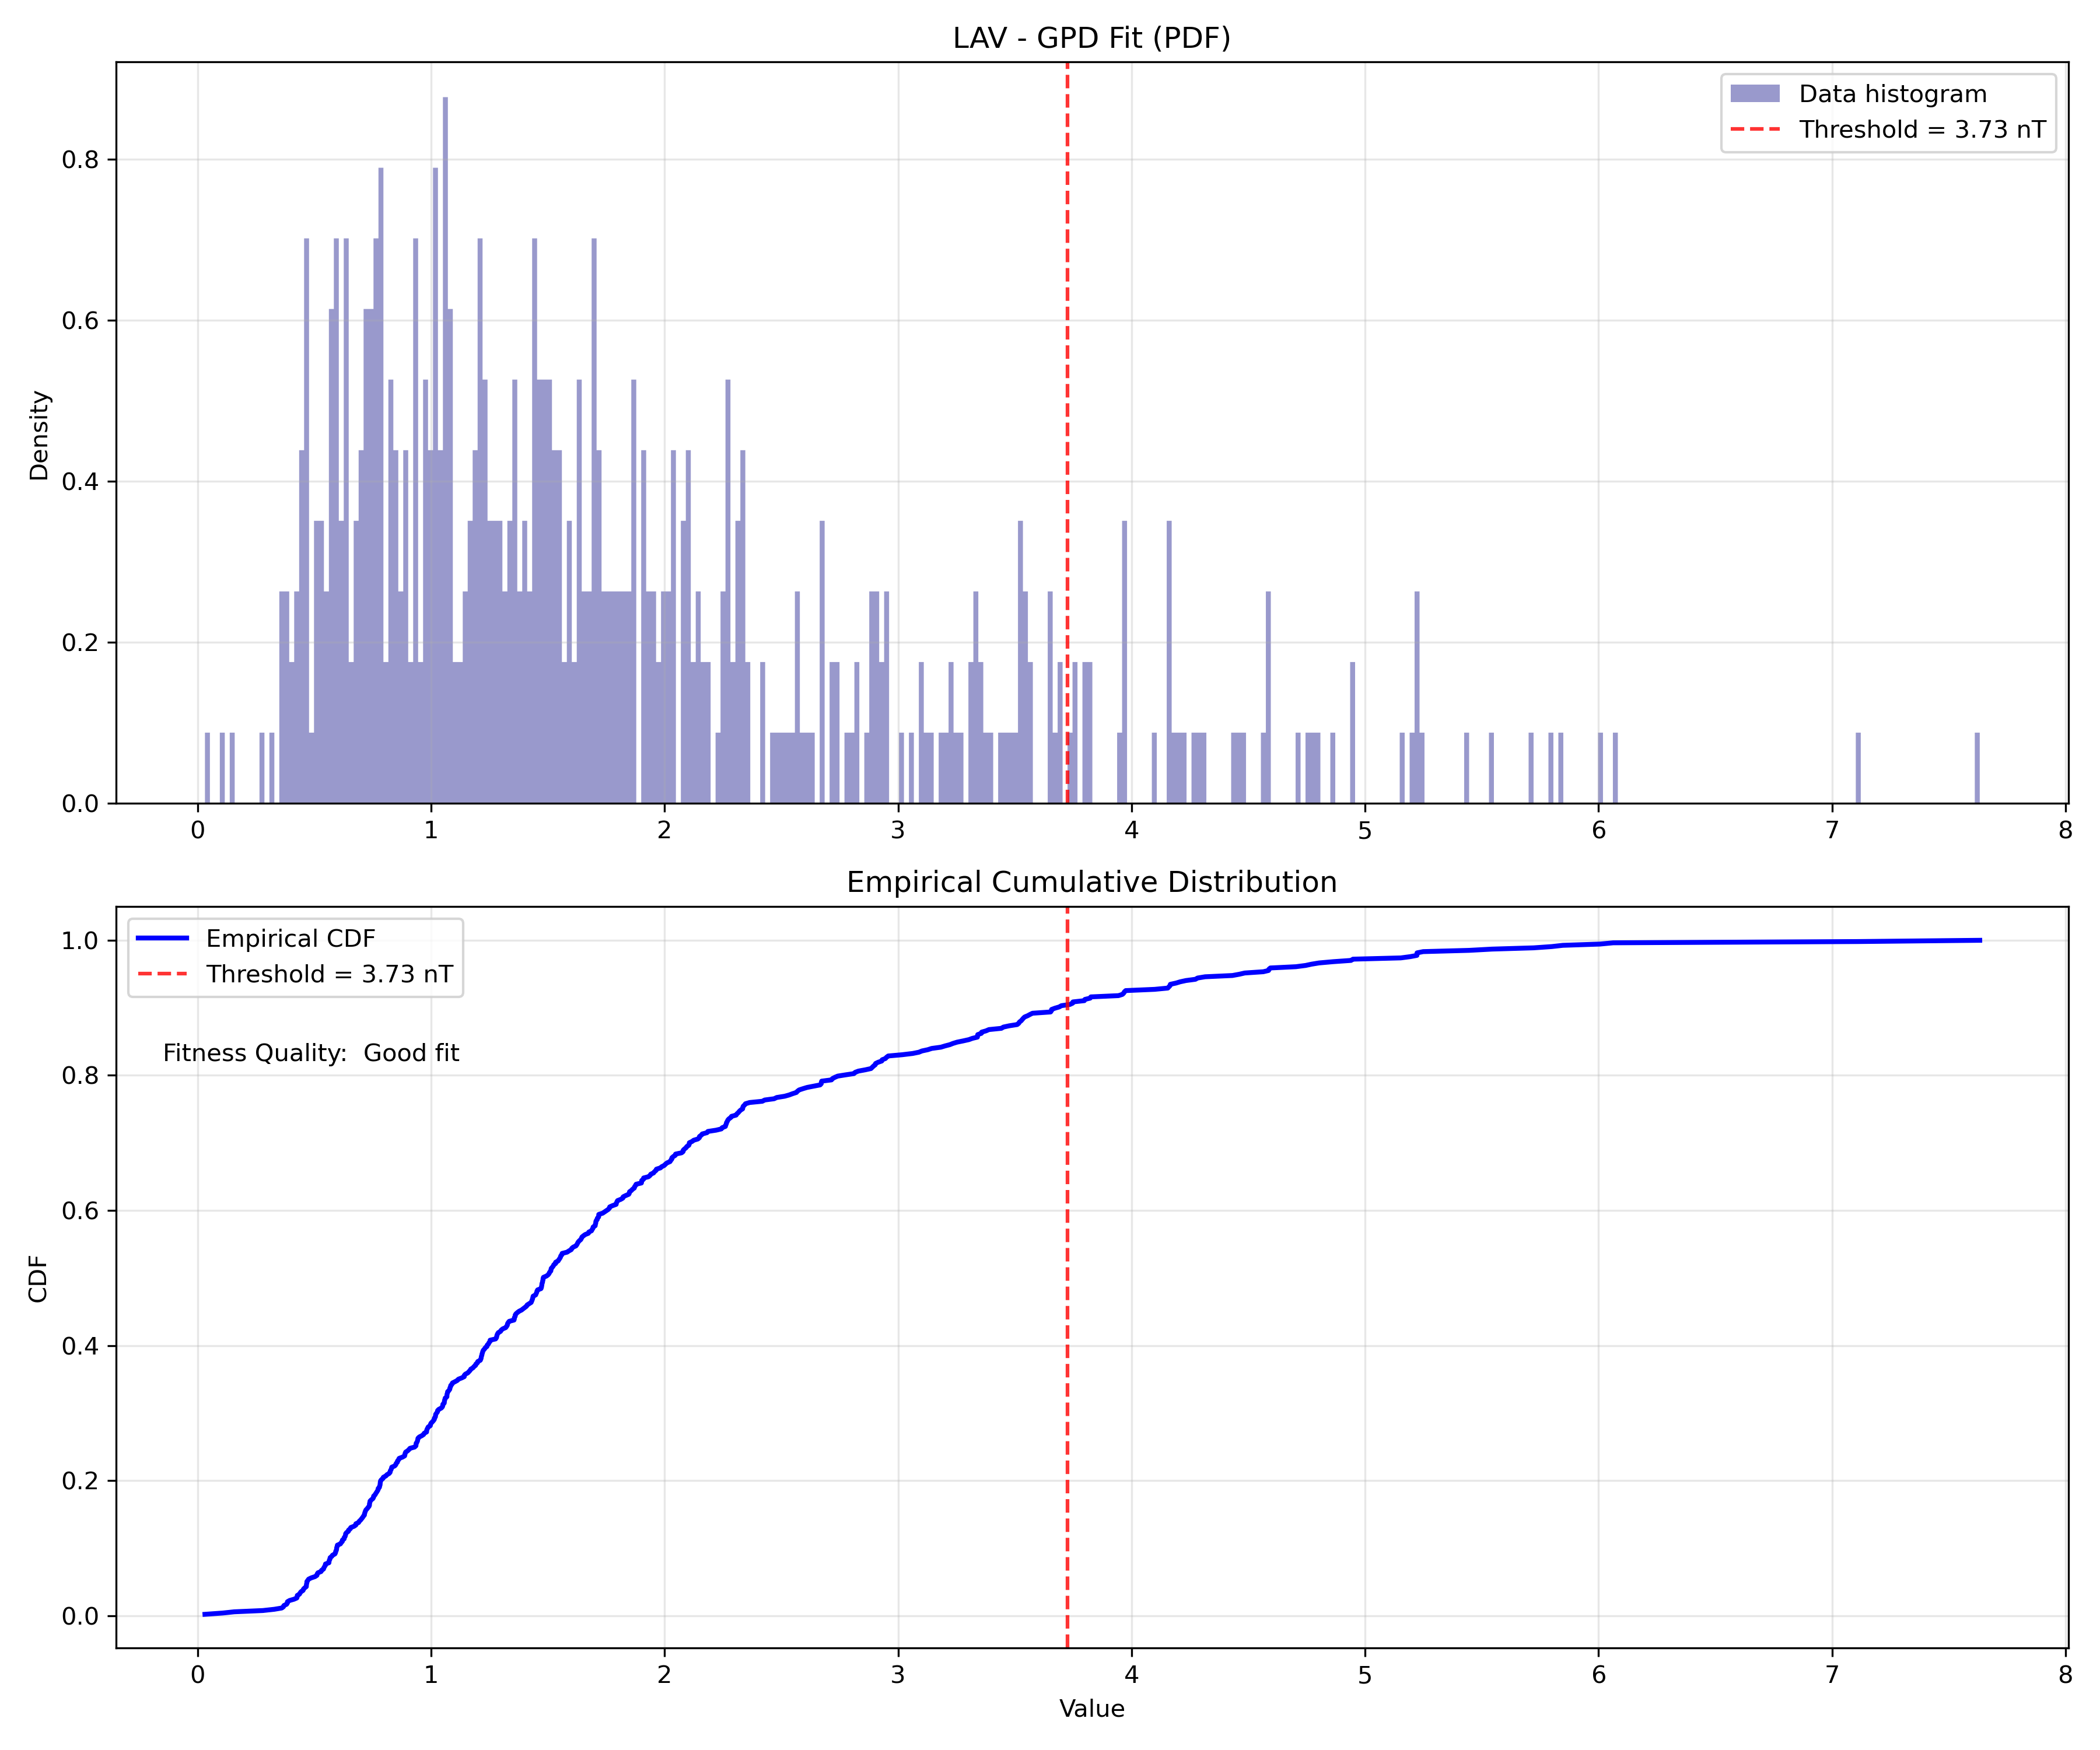 LAV - GPD Fit (PDF)
Data histogram
Threshold = 3.73 nT
Density
0.8
0.6
0.4
0.2
0.0
0 1 2 3 4 5 6 7 8
Empirical Cumulative Distribution
Empirical CDF
Threshold = 3.73 nT
Fitness Quality: Good fit
CDF
1.0
0.8
0.6
0.4
0.2
0.0
0 1 2 3 4 5 6 7 8
Value